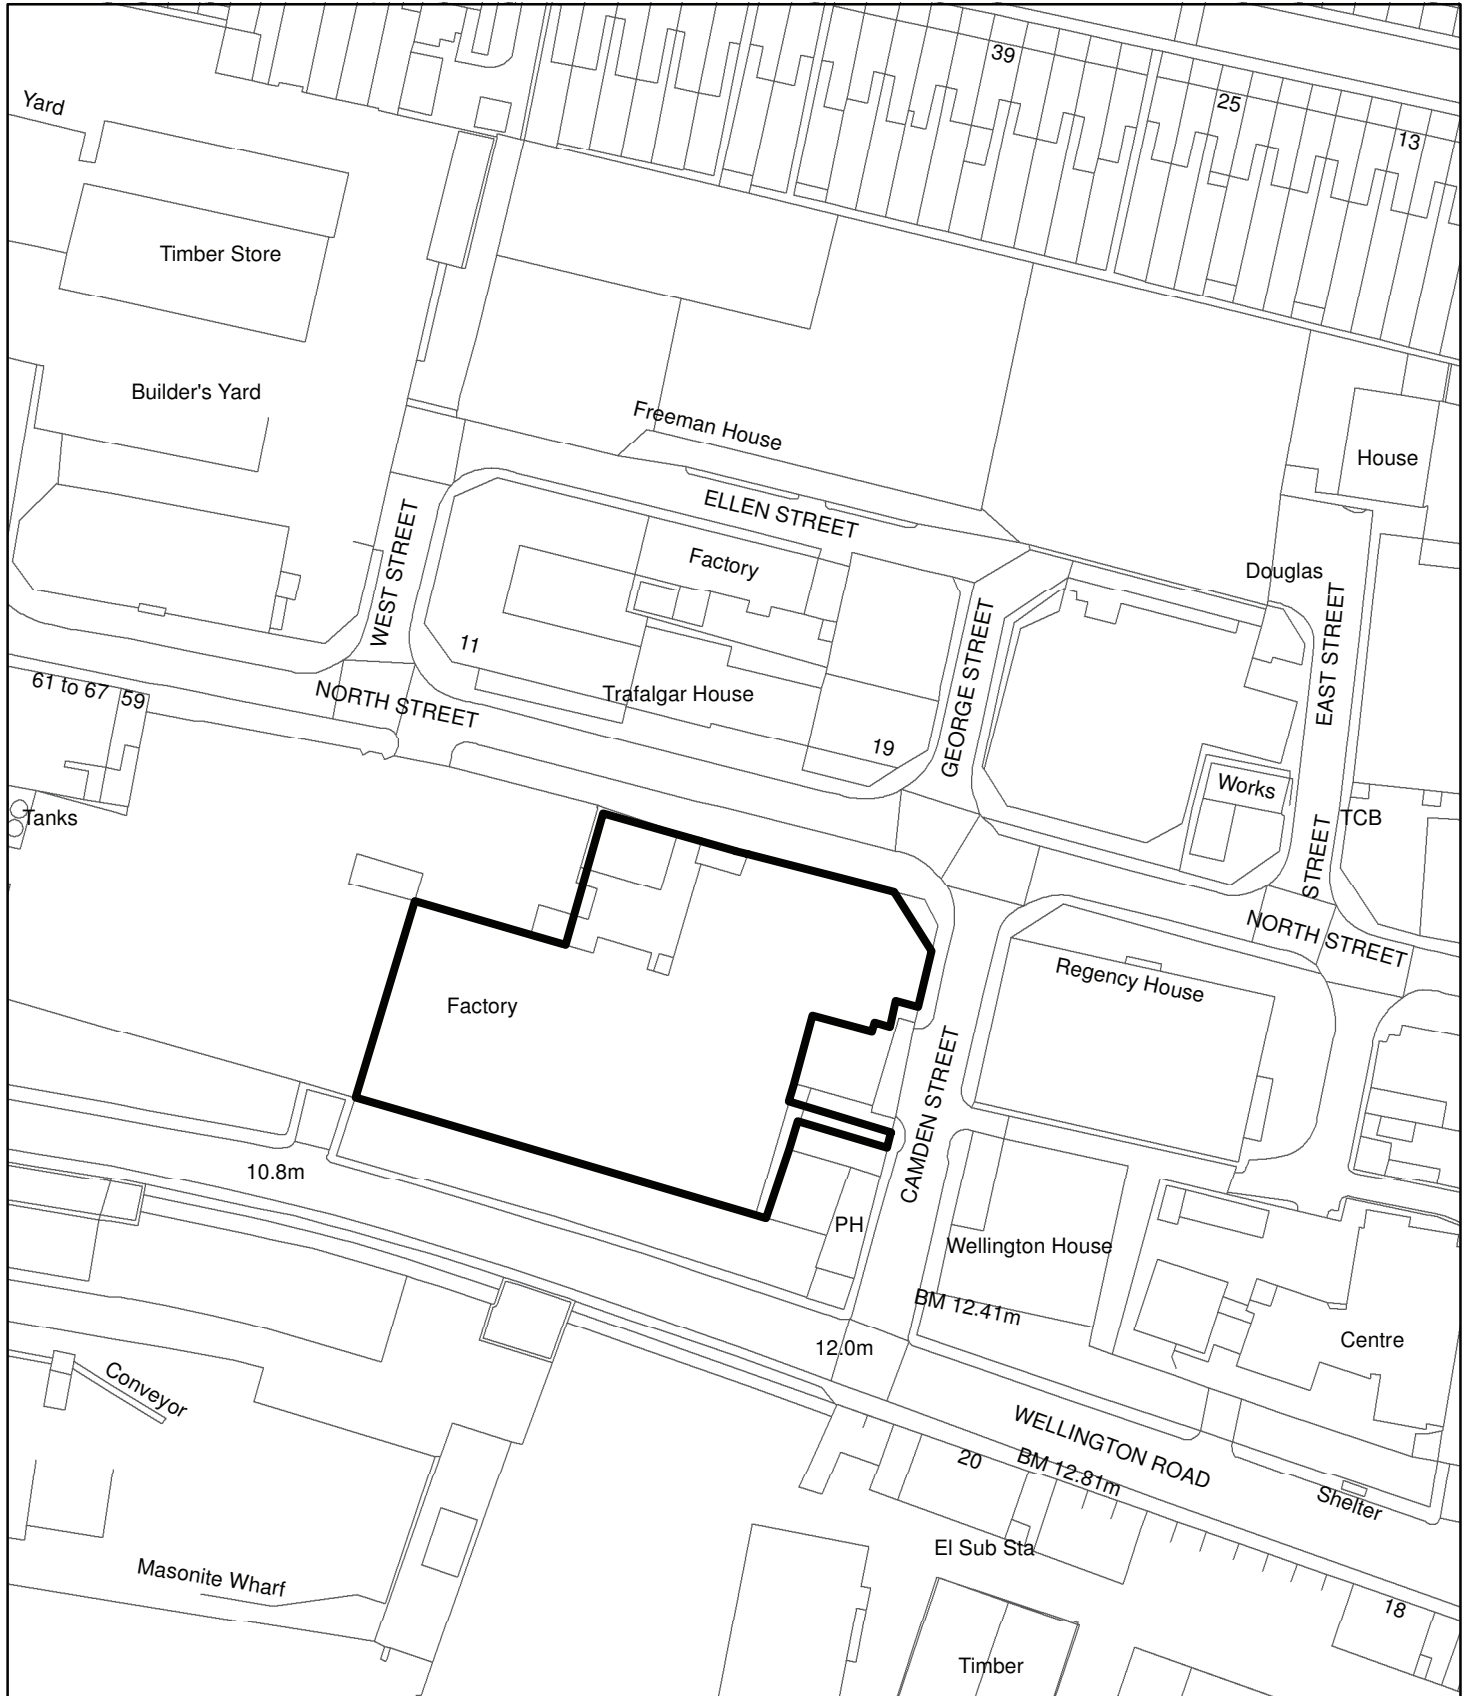 39
25
13
Yard
Timber Store
Builder's Yard
Freeman House
House
ELLEN STREET
WEST STREET
Factory
Douglas
EAST STREET
GEORGE STREET
11
61 to 67
59
NORTH STREET
Trafalgar House
19
Works
Tanks
TCB
STREET
NORTH STREET
Regency House
Factory
CAMDEN STREET
10.8m
PH
Wellington House
BM 12.41m
12.0m
Centre
Conveyor
WELLINGTON ROAD
20
BM 12.81m
Shelter
El Sub Sta
Masonite Wharf
18
Timber